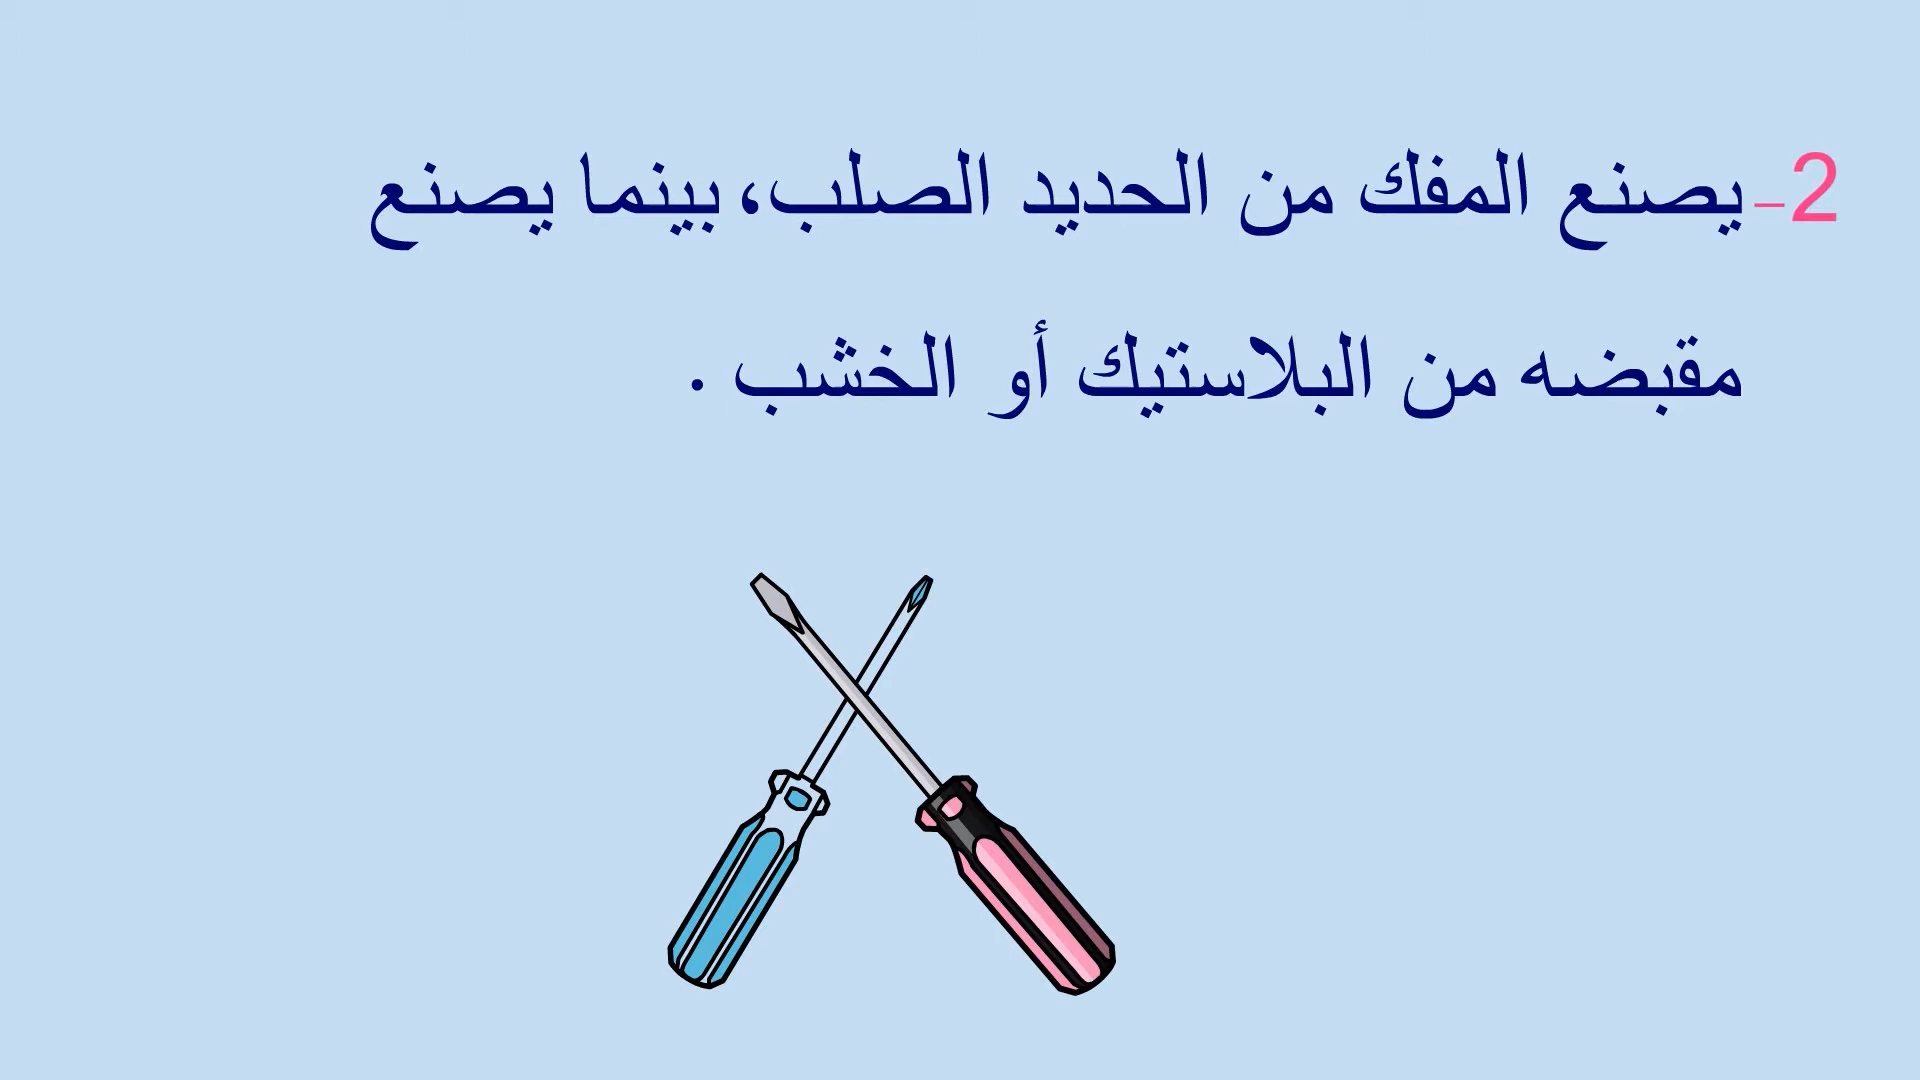 2- يصنع المفك من الحديد الصلب، بينما يصنع
مقبضه من البلاستيك أو الخشب .